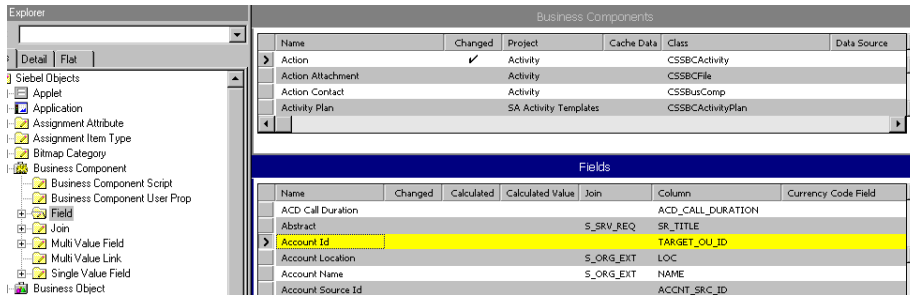 Explorer
Detail Flat
Siebel Objects
Applet
Application
Assignment Attribute
Assignment Item Type
Bitmap Category
Business Component
Business Component Script
Business Component User Prop
Field
Join
Multi Value Field
Multi Value Link
Single Value Field
Business Object
Business Components
Name Changed Project Cache Data Class Data Source
Action ✓ Activity CSSBCActivity
Action Attachment Activity CSSBCFile
Action Contact Activity CSSBusComp
Activity Plan SA Activity Templates CSSBCActivityPlan
Fields
Name Changed Calculated Calculated Value Join Column Currency Code Field
ACD Call Duration ACD_CALL_DURATION
Abstract S_SRV_REQ SR_TITLE
Account Id TARGET_OU_ID
Account Location S_ORG_EXT LOC
Account Name S_ORG_EXT NAME
Account Source Id ACCNT_SRC_ID